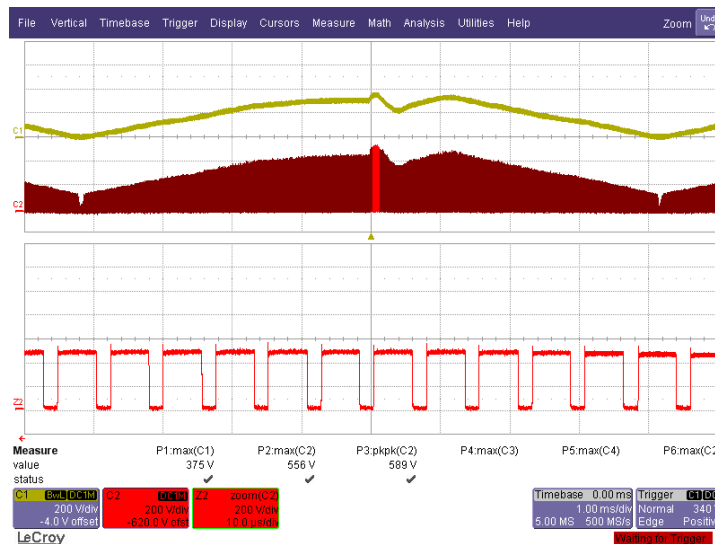 File Vertical Timebase Trigger Display Cursors Measure Math Analysis Utilities Help Zoom Und
C1
C2
Z2
Measure P1:max(C1) P2:max(C2) P3:pkpk(C2) P4:max(C3) P5:max(C4) P6:max(C2
value 375 V 556 V 589 V
status
C1 BwL DC1M
200 V/div
-4.0 V offset
C2 DC1M
200 V/div
-620.0 V ofst
Z2 zoom(C2)
200 V/div
10.0 µs/div
Timebase 0.00 ms
1.00 ms/div
5.00 MS 500 MS/s
Trigger C1 D
Normal 340
Edge Positiv
LeCroy
Waiting for Trigger